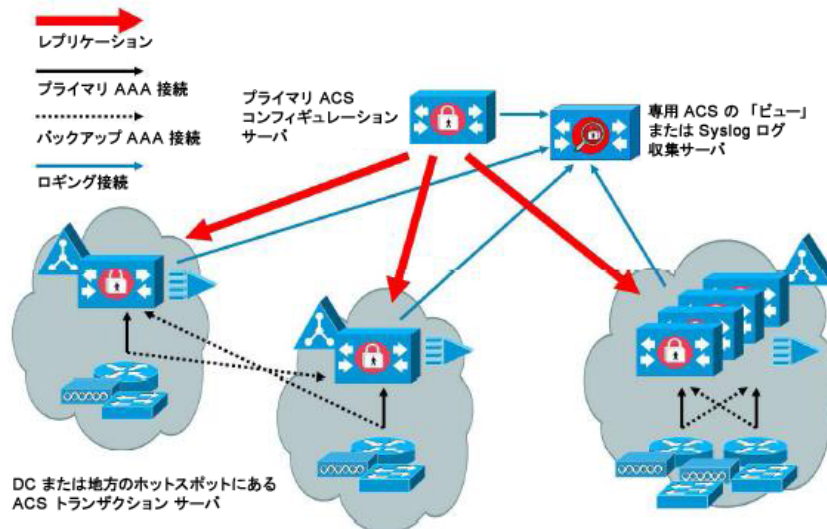 レプリケーション
プライマリ AAA 接続
バックアップ AAA 接続
ロギング接続
プライマリ ACS
コンフィギュレーション
サーバ
専用 ACS の 「ビュー」
または Syslog ログ
収集サーバ
DC または地方のホットスポットにある
ACS トランザクション サーバ